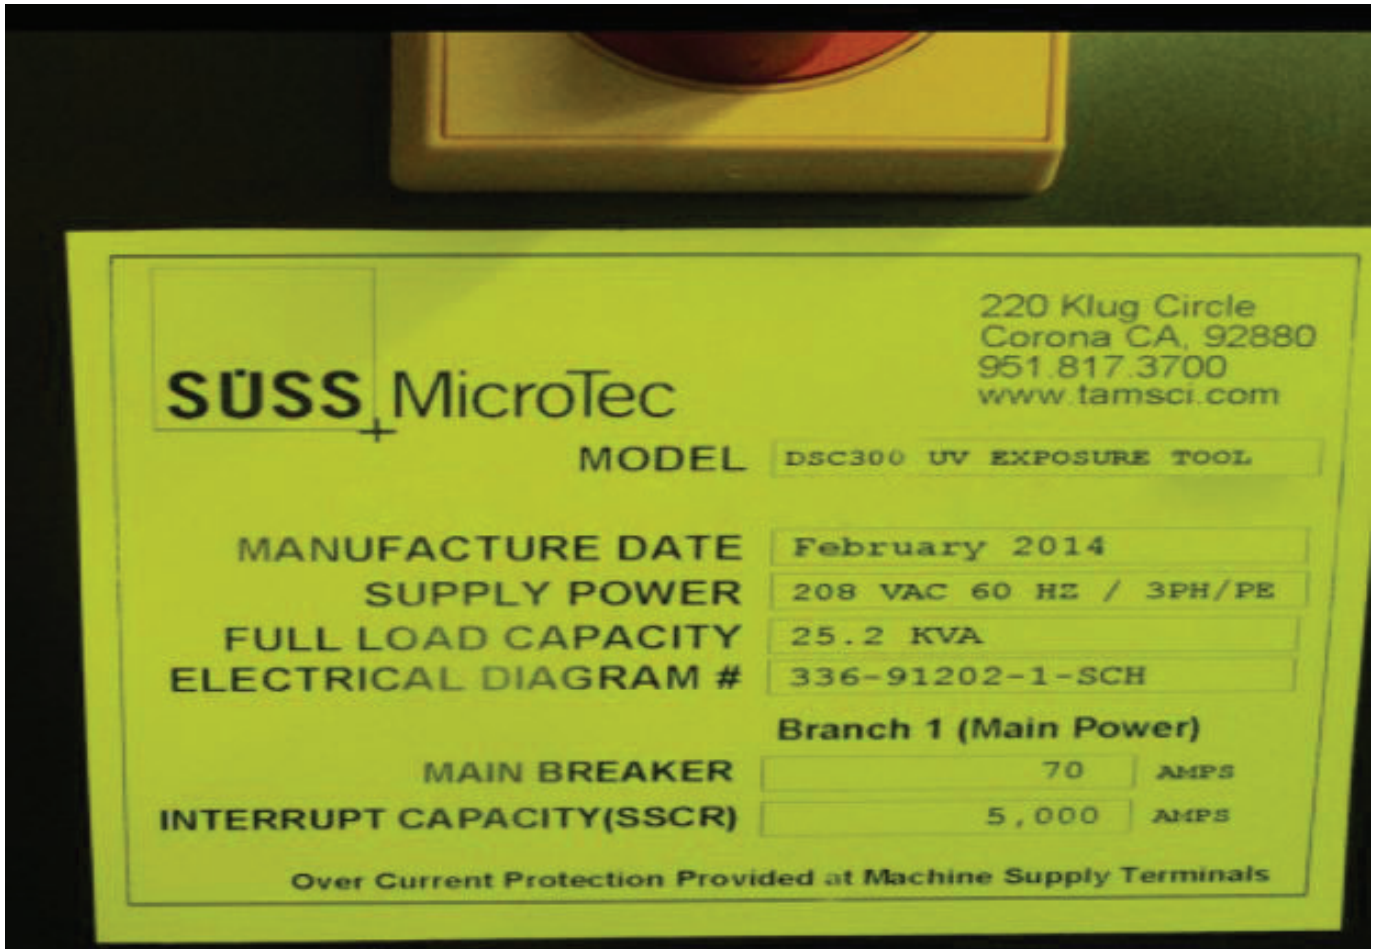 220 Klug Circle
Corona CA, 92880
951.817.3700
www.tamsci.com
SÜSS MicroTec
MODEL DSC300 UV EXPOSURE TOOL
MANUFACTURE DATE February 2014
SUPPLY POWER 208 VAC 60 HZ / 3PH/PE
FULL LOAD CAPACITY 25.2 KVA
ELECTRICAL DIAGRAM # 336-91202-1-SCH
Branch 1 (Main Power)
MAIN BREAKER 70 AMPS
INTERRUPT CAPACITY(SSCR) 5,000 AMPS
Over Current Protection Provided at Machine Supply Terminals